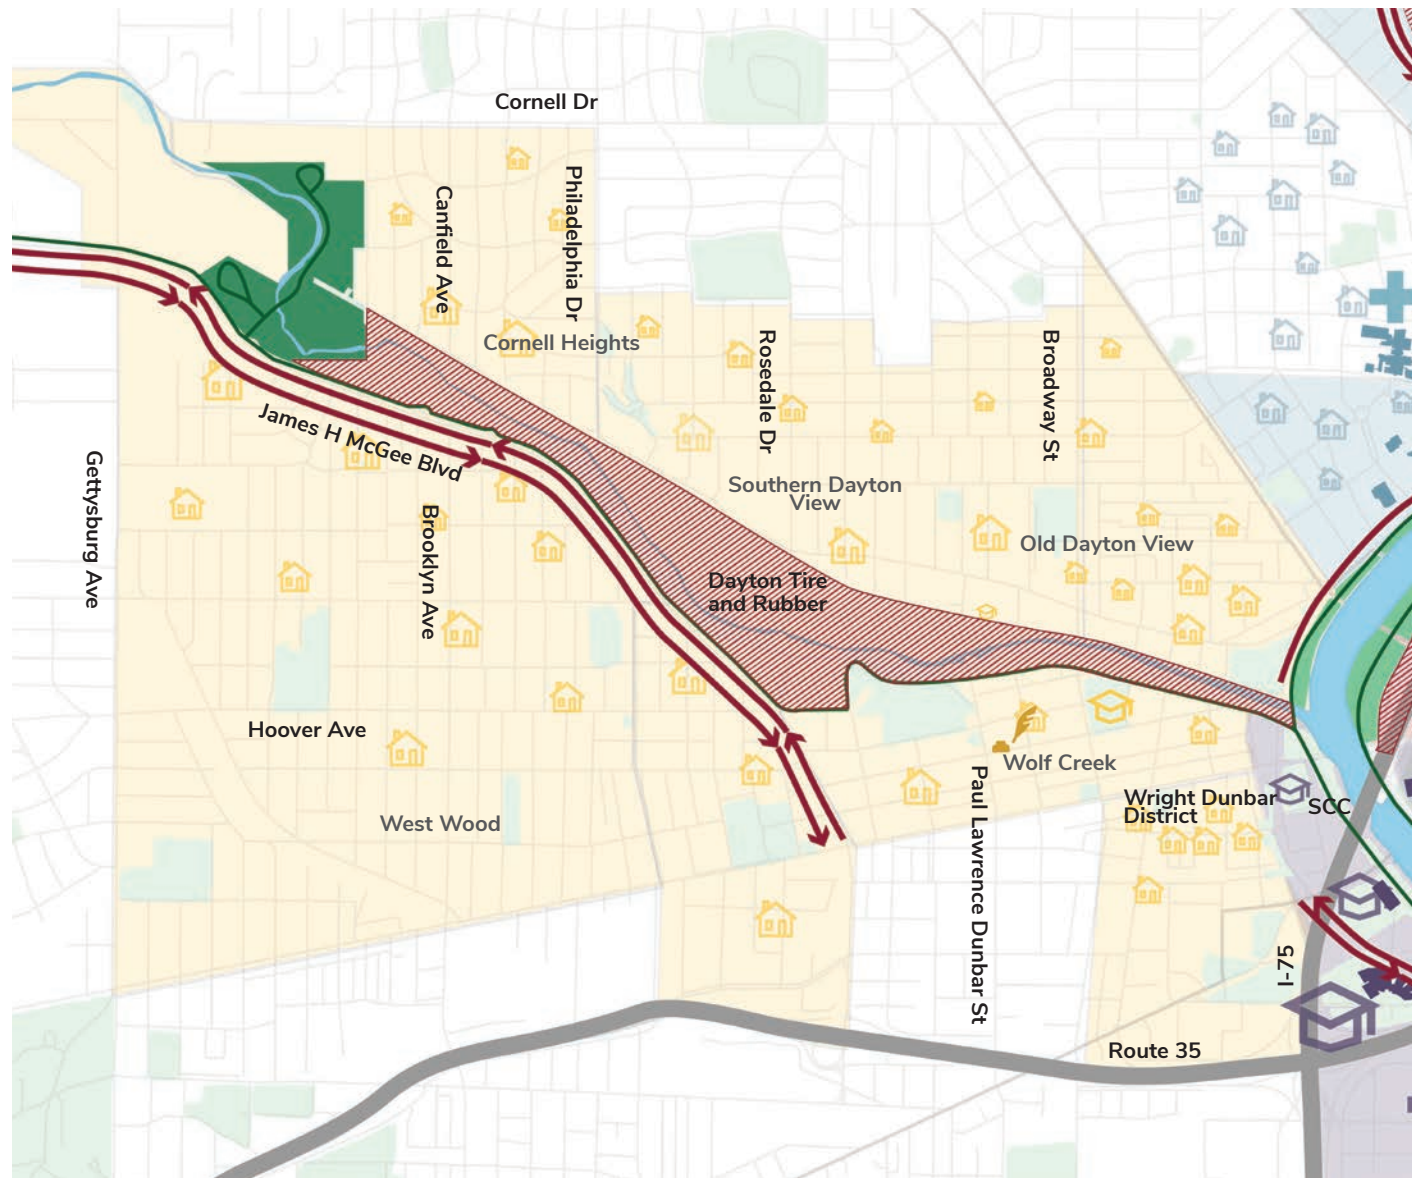 Cornell Dr
Philadelphia Dr
Canfield Ave
Cornell Heights
Rosedale Dr
Broadway St
James H McGee Blvd
Gettysburg Ave
Brooklyn Ave
Southern Dayton
View
Old Dayton View
Dayton Tire
and Rubber
Hoover Ave
Wolf Creek
Paul Lawrence Dunbar St
Wright Dunbar
District
SCC
West Wood
I-75
Route 35